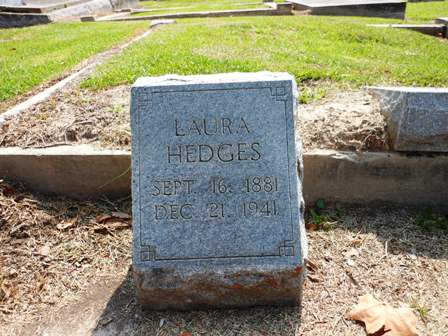 LAURA
HEDGES
SEPT. 16. 1881
DEC. 21. 1941